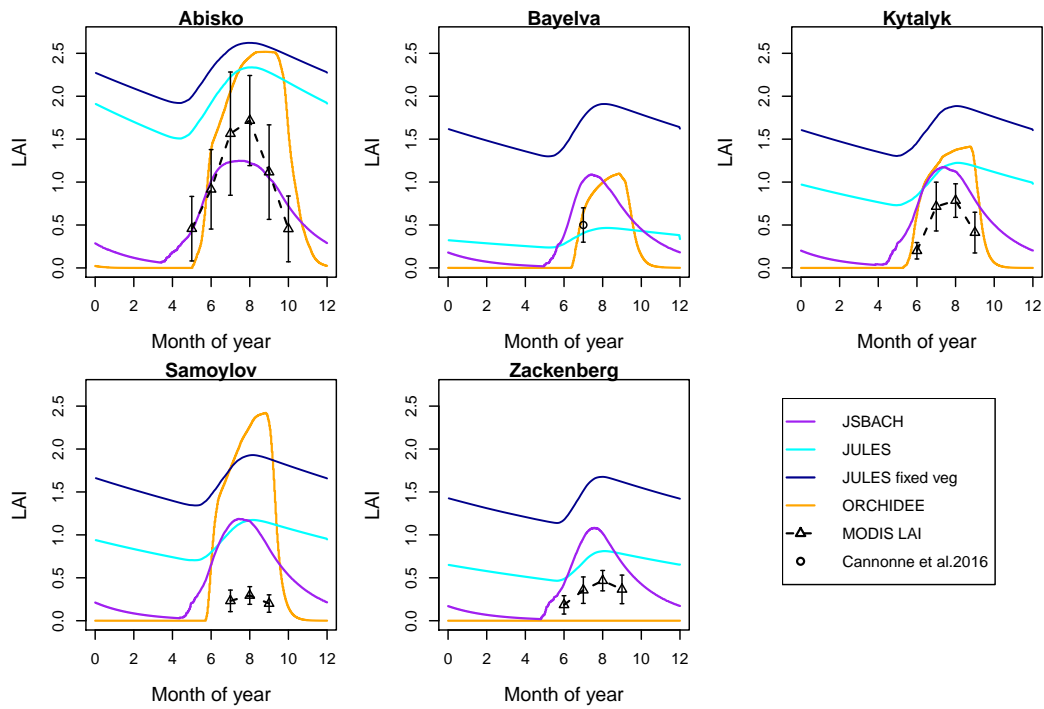 Abisko
LAI
0.0 0.5 1.0 1.5 2.0 2.5
0 2 4 6 8 10 12
Month of year
Bayelva
LAI
0.0 0.5 1.0 1.5 2.0 2.5
0 2 4 6 8 10 12
Month of year
Kytalyk
LAI
0.0 0.5 1.0 1.5 2.0 2.5
0 2 4 6 8 10 12
Month of year
Samoylov
LAI
0.0 0.5 1.0 1.5 2.0 2.5
0 2 4 6 8 10 12
Month of year
Zackenberg
LAI
0.0 0.5 1.0 1.5 2.0 2.5
0 2 4 6 8 10 12
Month of year
JSBACH
JULES
JULES fixed veg
ORCHIDEE
MODIS LAI
Cannonne et al.2016